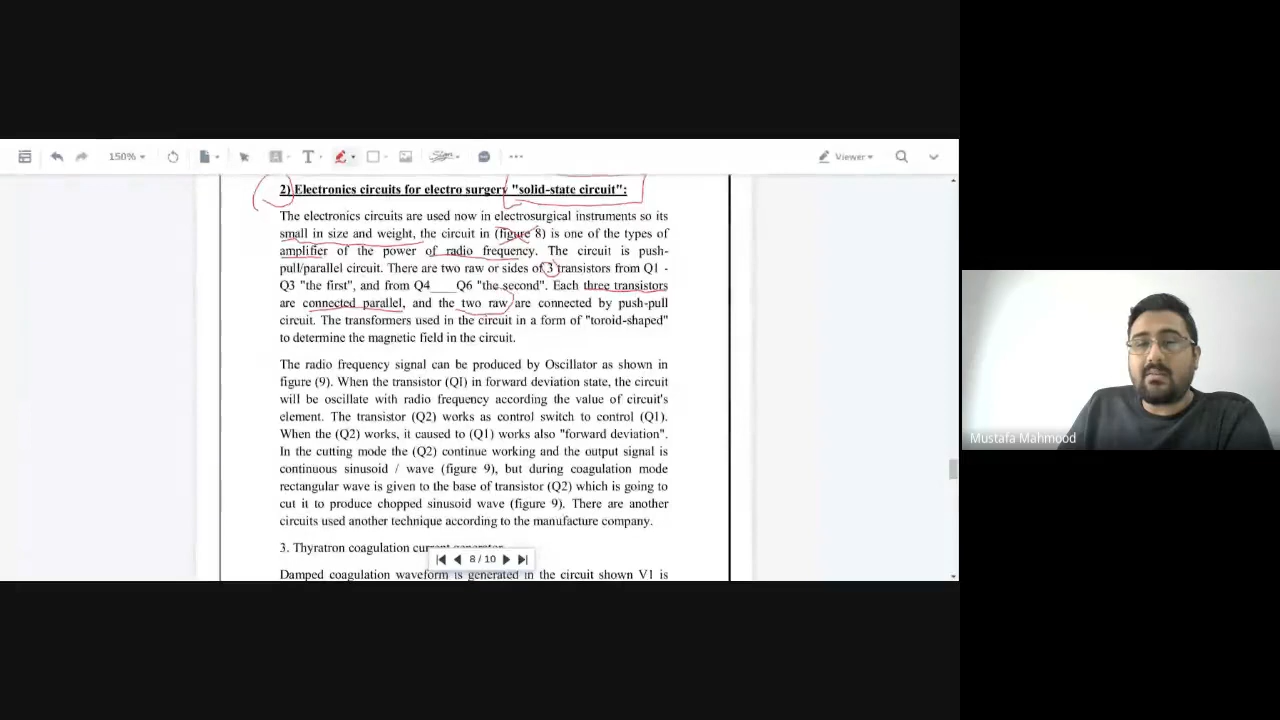 150%
T
Sign
Viewer
2) Electronics circuits for electro surgery "solid-state circuit":
The electronics circuits are used now in electrosurgical instruments so its
small in size and weight, the circuit in (figure 8) is one of the types of
amplifier of the power of radio frequency. The circuit is push-
pull/parallel circuit. There are two raw or sides of 3 transistors from Q1 -
Q3 "the first", and from Q4___Q6 "the second". Each three transistors
are connected parallel, and the two raw are connected by push-pull
circuit. The transformers used in the circuit in a form of "toroid-shaped"
to determine the magnetic field in the circuit.
The radio frequency signal can be produced by Oscillator as shown in
figure (9). When the transistor (QI) in forward deviation state, the circuit
will be oscillate with radio frequency according the value of circuit's
element. The transistor (Q2) works as control switch to control (Q1).
When the (Q2) works, it caused to (Q1) works also "forward deviation".
In the cutting mode the (Q2) continue working and the output signal is
continuous sinusoid / wave (figure 9), but during coagulation mode
rectangular wave is given to the base of transistor (Q2) which is going to
cut it to produce chopped sinusoid wave (figure 9). There are another
circuits used another technique according to the manufacture company.
3. Thyratron coagulation current generator
8 / 10
Damped coagulation waveform is generated in the circuit shown V1 is
Mustafa Mahmood